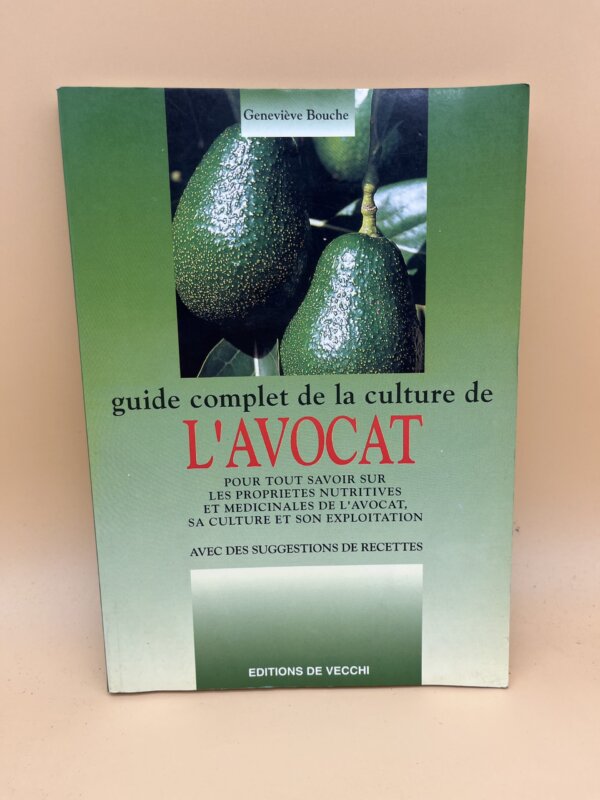 Geneviève Bouche
guide complet de la culture de
L'AVOCAT
POUR TOUT SAVOIR SUR
LES PROPRIETES NUTRITIVES
ET MEDICINALES DE L'AVOCAT,
SA CULTURE ET SON EXPLOITATION
AVEC DES SUGGESTIONS DE RECETTES
EDITIONS DE VECCHI